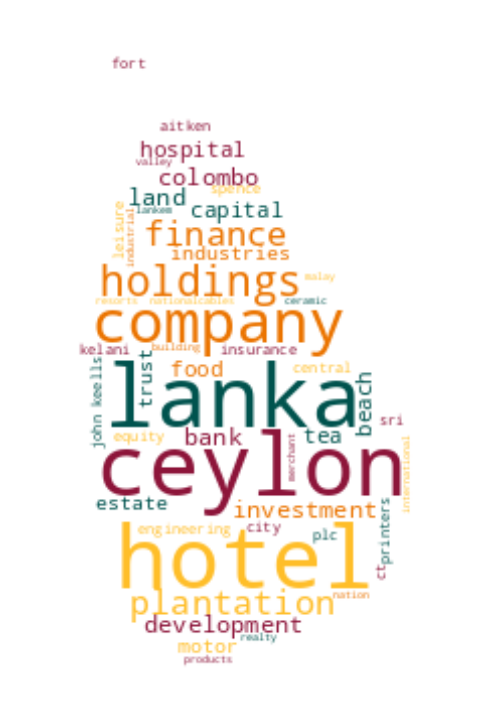 fort
aitken
hospital
valley
colombo
spence
land
lankem
capital
leisure
industrial
finance
industries
holdings
malay
resorts
nationalcables
ceramic
company
kelani
building
insurance
trust
food
central
john keells
lanka
beach
sri
equity
bank
tea
merchant
international
ceylon
estate
investment
city
engineering
plc
printers
hotel
ct
plantation
nation
development
realty
motor
products